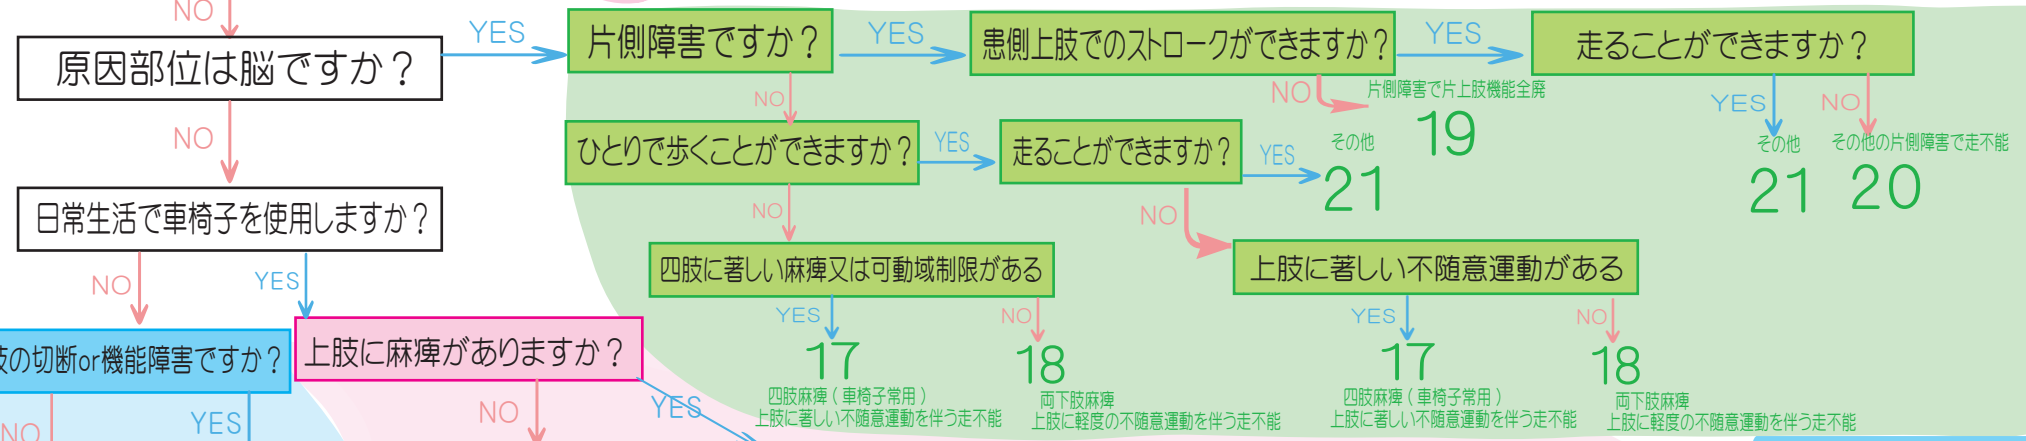 NO
原因部位は脳ですか？
YES
片側障害ですか？
YES
患側上肢でのストロークができますか？
YES
走ることができますか？
NO
片側障害で片上肢機能全廃
19
YES
その他
21
NO
その他の片側障害で走不能
20
NO
ひとりで歩くことができますか？
YES
走ることができますか？
YES
その他
21
NO
日常生活で車椅子を使用しますか？
NO
四肢に著しい麻痺又は可動域制限がある
NO
上肢に著しい不随意運動がある
YES
17
四肢麻痺（車椅子常用）
上肢に著しい不随意運動を伴う走不能
NO
18
両下肢麻痺
上肢に軽度の不随意運動を伴う走不能
YES
17
四肢麻痺（車椅子常用）
上肢に著しい不随意運動を伴う走不能
NO
18
両下肢麻痺
上肢に軽度の不随意運動を伴う走不能
NO
YES
の切断or機能障害ですか？
上肢に麻痺がありますか？
NO
YES
NO
YES